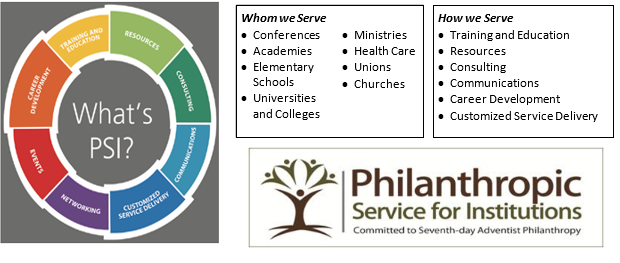 TRAINING AND
EDUCATION
RESOURCES
CONSULTING
COMMUNICATIONS
CUSTOMIZED
SERVICE DELIVERY
NETWORKING
EVENTS
CAREER
DEVELOPMENT
What's
PSI?
Whom we Serve
• Conferences
• Academies
• Elementary
Schools
• Universities
and Colleges
• Ministries
• Health Care
• Unions
• Churches
How we Serve
• Training and Education
• Resources
• Consulting
• Communications
• Career Development
• Customized Service Delivery
Philanthropic
Service for Institutions
Committed to Seventh-day Adventist Philanthropy